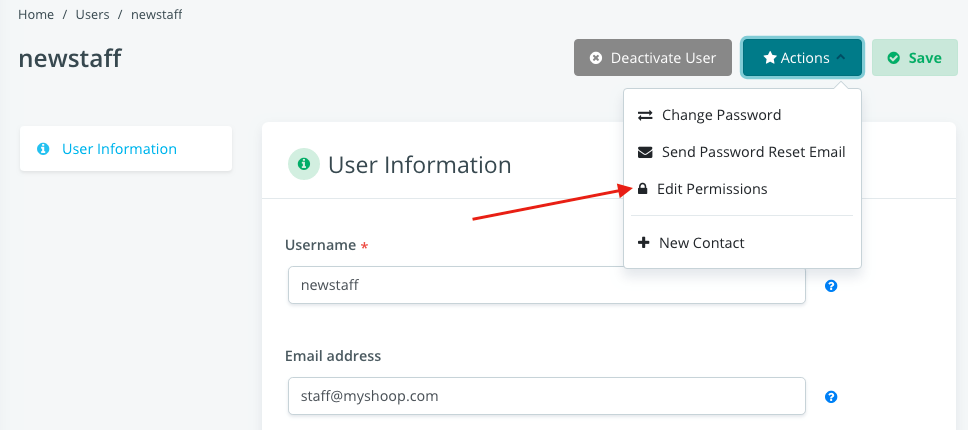 Home / Users / newstaff
newstaff
Deactivate User
Actions
Save
Change Password
Send Password Reset Email
Edit Permissions
New Contact
User Information
User Information
Username *
newstaff
Email address
staff@myshoop.com